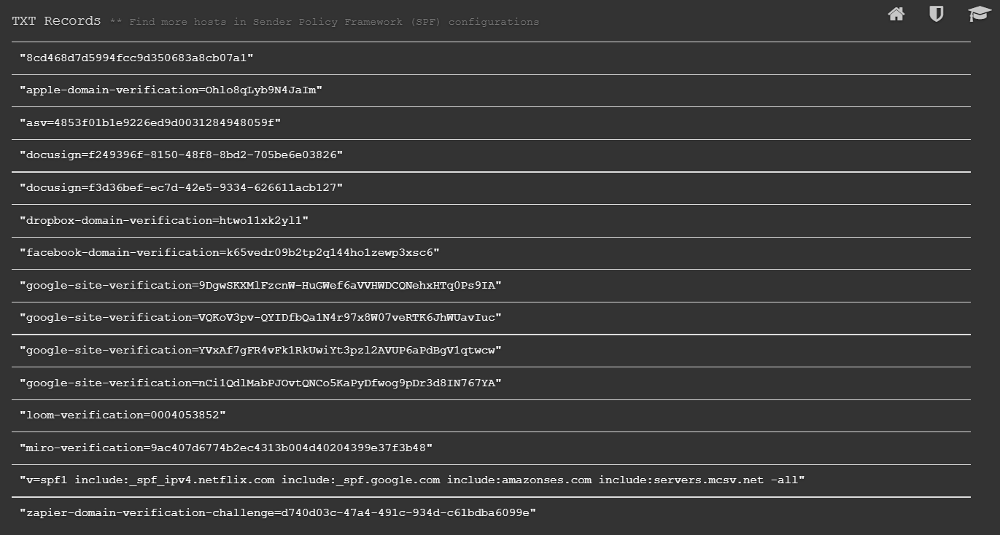 TXT Records ** Find more hosts in Sender Policy Framework (SPF) configurations
"8cd468d7d5994fcc9d350683a8cb07a1"
"apple-domain-verification=Ohlo8qLyb9N4JaIm"
"asv=4853f01b1e9226ed9d0031284948059f"
"docusign=f249396f-8150-48f8-8bd2-705be6e03826"
"docusign=f3d36bef-ec7d-42e5-9334-626611acb127"
"dropbox-domain-verification=htwo11xk2yl1"
"facebook-domain-verification=k65vedr09b2tp2q144ho1zewp3xsc6"
"google-site-verification=9DgwSKXMlFzcnW-HuGWef6aVVHWDCQNehxHTq0Ps9IA"
"google-site-verification=VQKoV3pv-QYIDfbQa1N4r97x8W07veRTK6JhWUavIuc"
"google-site-verification=YVxAf7gFR4vFk1RkUwiYt3pzl2AVUP6aPdBgV1qtwcw"
"google-site-verification=nCi1QdlMabPJOvtQNCo5KaPyDfwog9pDr3d8IN767YA"
"loom-verification=0004053852"
"miro-verification=9ac407d6774b2ec4313b004d40204399e37f3b48"
"v=spf1 include:_spf_ipv4.netflix.com include:_spf.google.com include:amazonses.com include:servers.mcsv.net -all"
"zapier-domain-verification-challenge=d740d03c-47a4-491c-934d-c61bdba6099e"